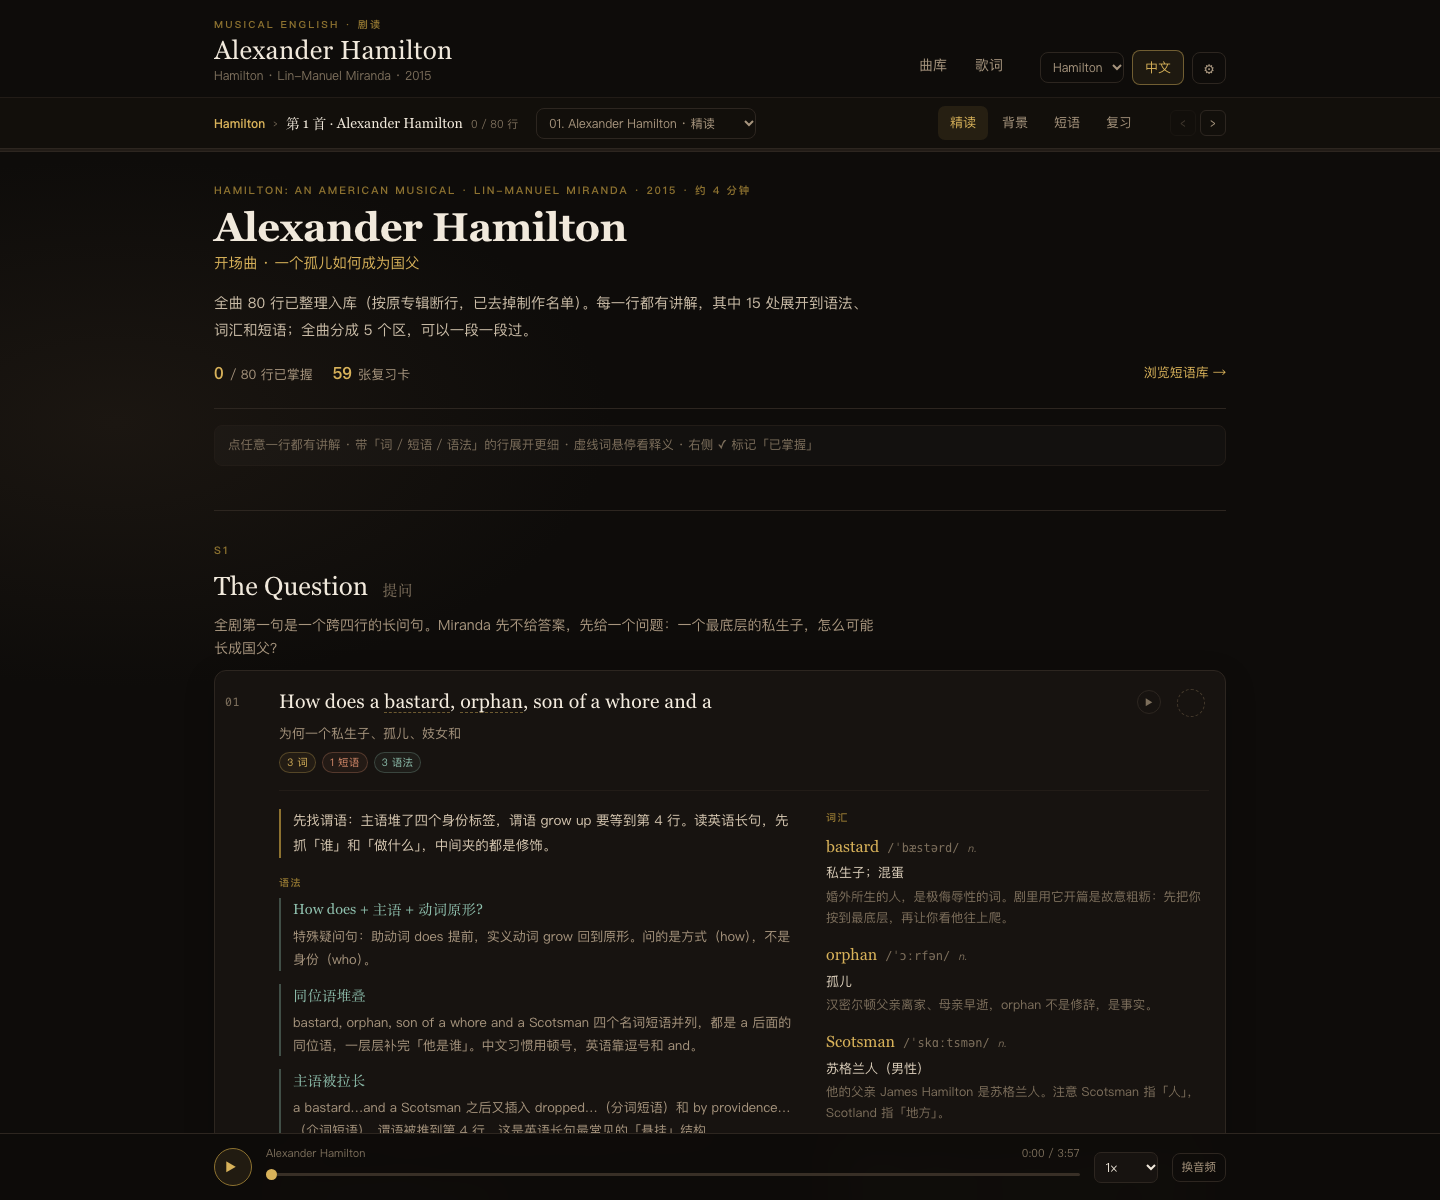 MUSICAL ENGLISH · 剧读
Alexander Hamilton
Hamilton · Lin-Manuel Miranda · 2015
曲库 歌词 Hamilton 中文 ⚙
Hamilton › 第 1 首 · Alexander Hamilton 0 / 80 行 01. Alexander Hamilton · 精读 精读 背景 短语 复习 < >
HAMILTON: AN AMERICAN MUSICAL · LIN-MANUEL MIRANDA · 2015 · 约 4 分钟
Alexander Hamilton
开场曲 · 一个孤儿如何成为国父
全曲 80 行已整理入库（按原专辑断行，已去掉制作名单）。每一行都有讲解，其中 15 处展开到语法、
词汇和短语；全曲分成 5 个区，可以一段一段过。
0 / 80 行已掌握 59 张复习卡 浏览短语库 →
点任意一行都有讲解 · 带「词 / 短语 / 语法」的行展开更细 · 虚线词悬停看释义 · 右侧 ✓ 标记「已掌握」
S1
The Question 提问
全剧第一句是一个跨四行的长问句。Miranda 先不给答案，先给一个问题：一个最底层的私生子，怎么可能
长成国父？
01 How does a bastard, orphan, son of a whore and a
为何一个私生子、孤儿、妓女和
3 词 1 短语 3 语法
先找谓语：主语堆了四个身份标签，谓语 grow up 要等到第 4 行。读英语长句，先
抓「谁」和「做什么」，中间夹的都是修饰。
语法
How does + 主语 + 动词原形?
特殊疑问句：助动词 does 提前，实义动词 grow 回到原形。问的是方式（how），不是
身份（who）。
同位语堆叠
bastard, orphan, son of a whore and a Scotsman 四个名词短语并列，都是 a 后面的
同位语，一层层补完「他是谁」。中文习惯用顿号，英语靠逗号和 and。
主语被拉长
a bastard…and a Scotsman 之后又插入 dropped…（分词短语）和 by providence…
（介词短语），谓语被推到第 4 行。这是英语长句最常见的「悬挂」结构。
词汇
bastard /ˈbæstərd/ n.
私生子；混蛋
婚外所生的人，是极侮辱性的词。剧里用它开篇是故意粗粝：先把你
按到最底层，再让你看他往上爬。
orphan /ˈɔːrfən/ n.
孤儿
汉密尔顿父亲离家、母亲早逝，orphan 不是修辞，是事实。
Scotsman /ˈskɑːtsmən/ n.
苏格兰人（男性）
他的父亲 James Hamilton 是苏格兰人。注意 Scotsman 指「人」，
Scotland 指「地方」。
Alexander Hamilton 0:00 / 3:57
1× 换音频